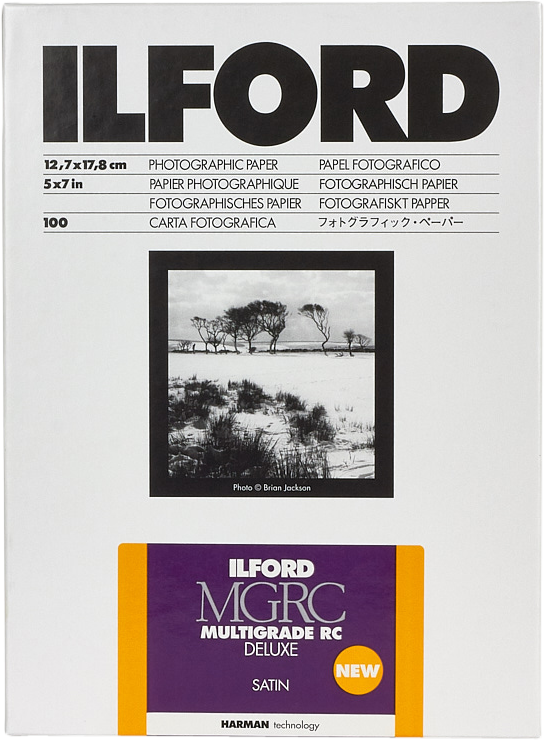 ILFORD
12,7x17,8 cm PHOTOGRAPHIC PAPER PAPEL FOTOGRAFICO
5x7 in PAPIER PHOTOGRAPHIQUE FOTOGRAPHISCH PAPIER
FOTOGRAPHISCHES PAPIER FOTOGRAFISKT PAPPER
100 CARTA FOTOGRAFICA フォトグラフィック・ペーパー
Photo © Brian Jackson
ILFORD
MGRC
MULTIGRADE RC
DELUXE
NEW
SATIN
HARMAN technology